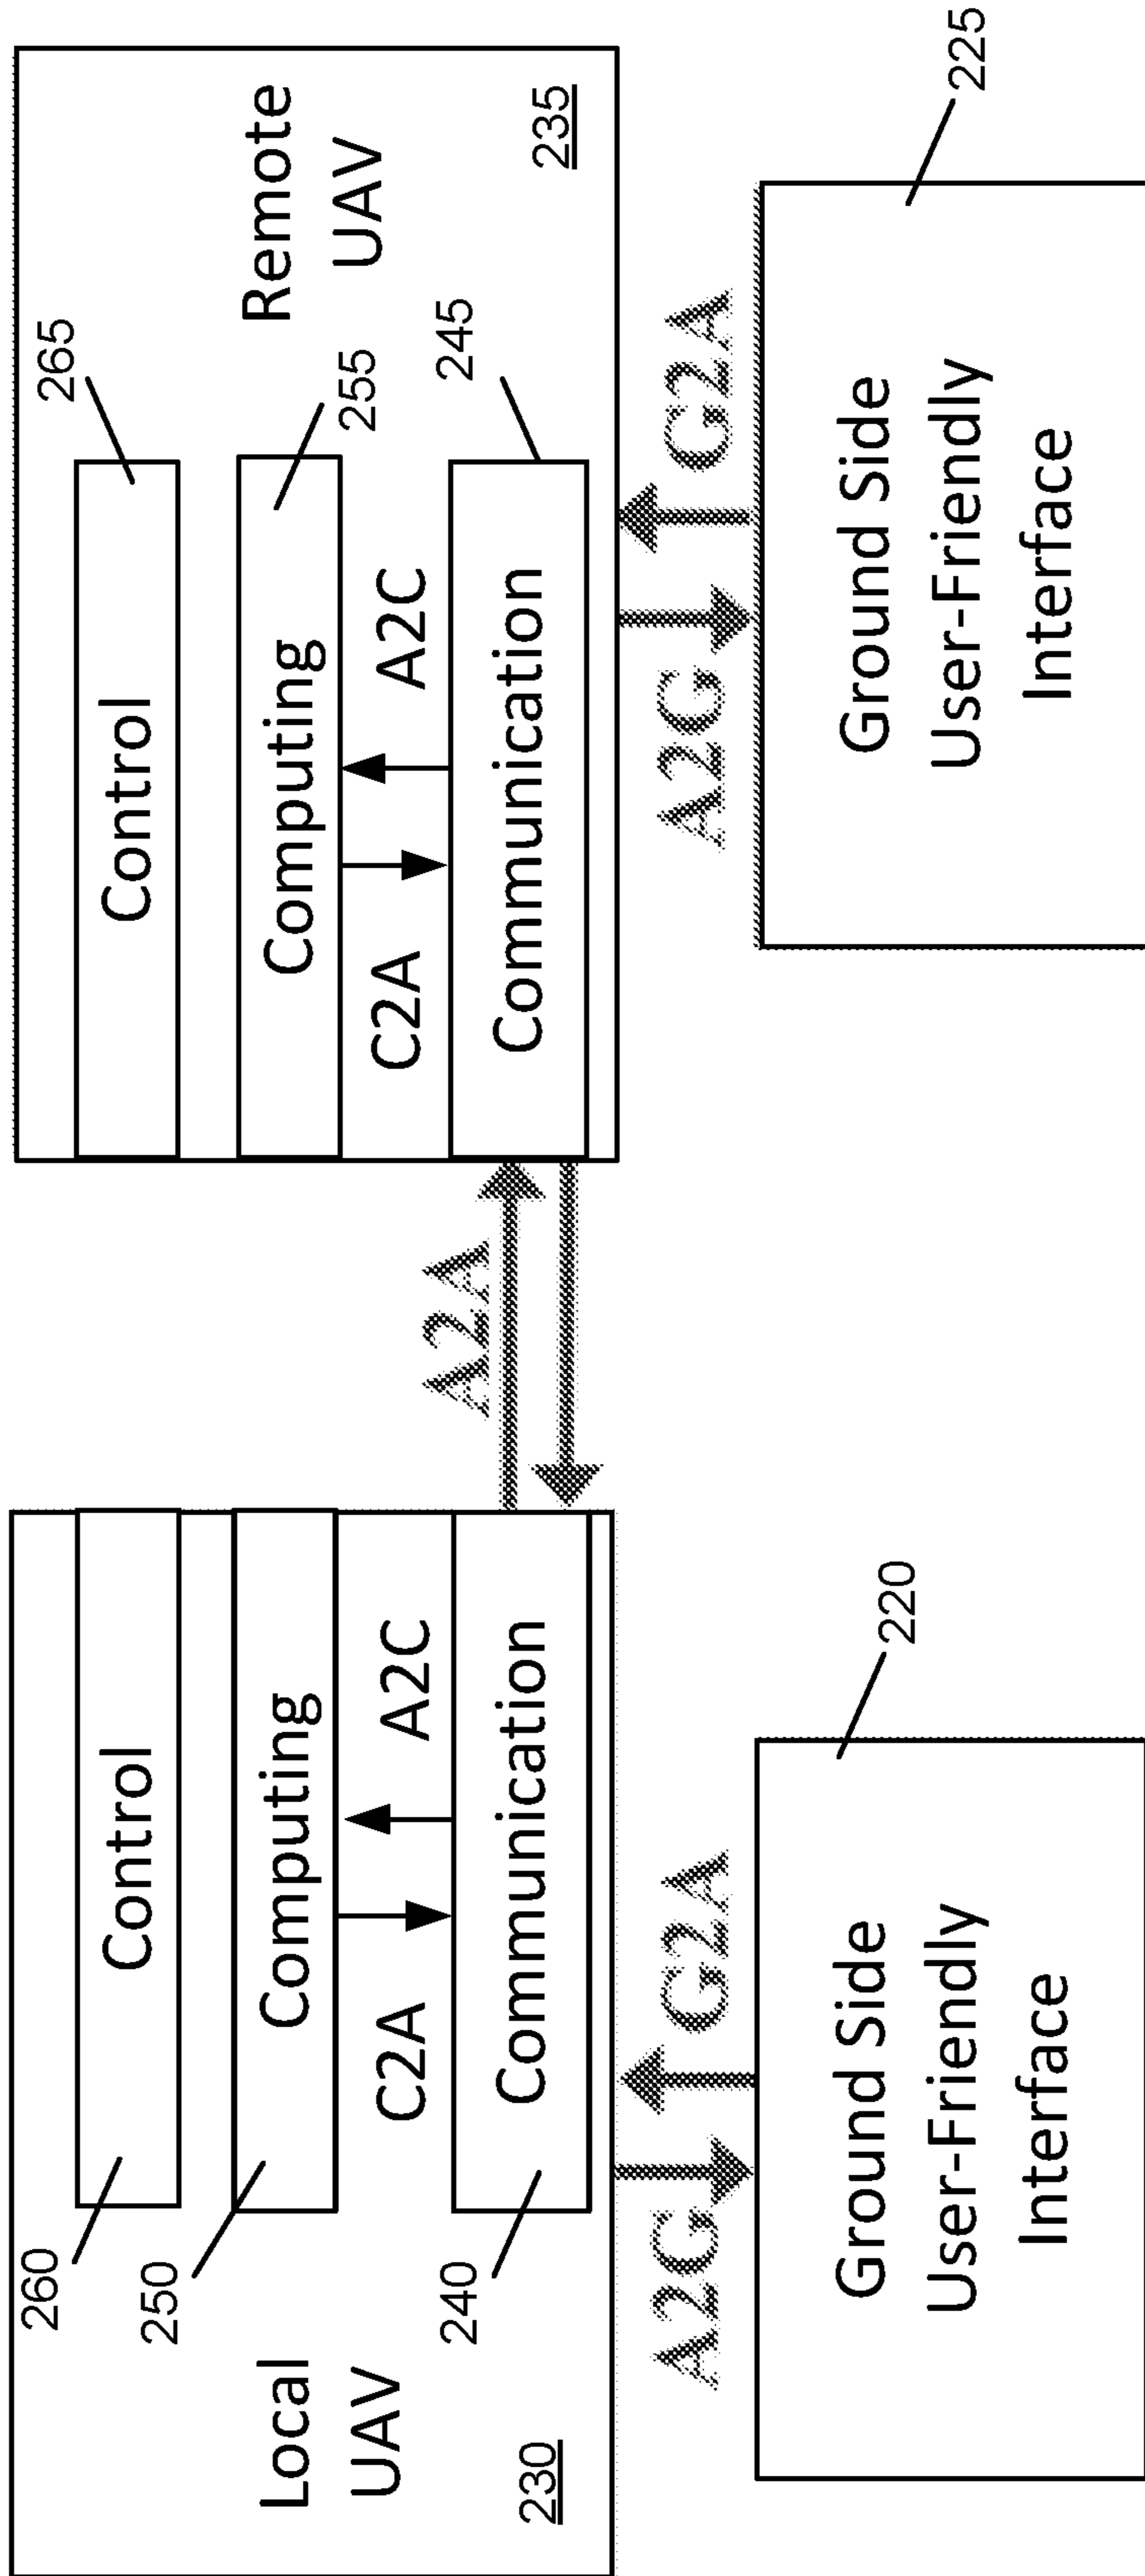 260
Control
250
Computing
Local
UAV
C2A
A2C
240
Communication
230
A2A
265
Control
Computing
255
Remote
UAV
C2A
A2C
245
Communication
235
A2G
G2A
A2G
G2A
220
Ground Side
User-Friendly
Interface
225
Ground Side
User-Friendly
Interface